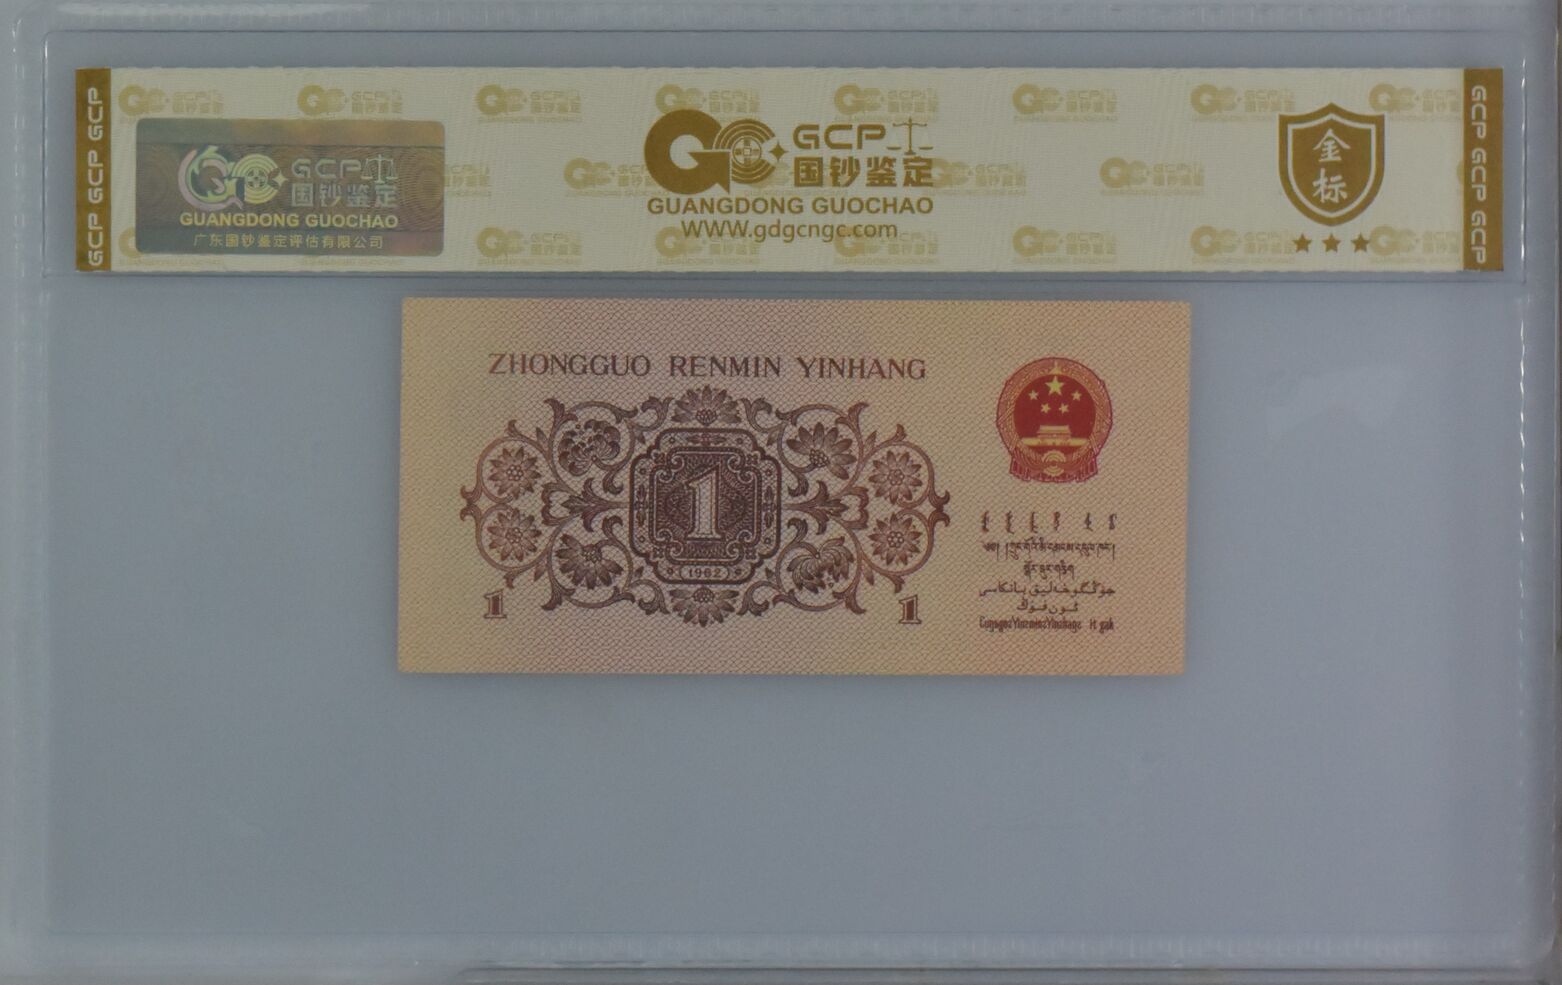 GCP GCP GCP
GCP
国钞鉴定
GUANGDONG GUOCHAO
广东国钞鉴定评估有限公司
GCP
国钞鉴定
GUANGDONG GUOCHAO
WWW.gdgcngc.com
金标
GCP GCP GCP
ZHONGGUO RENMIN YINHANG
1
(1962)
1
1